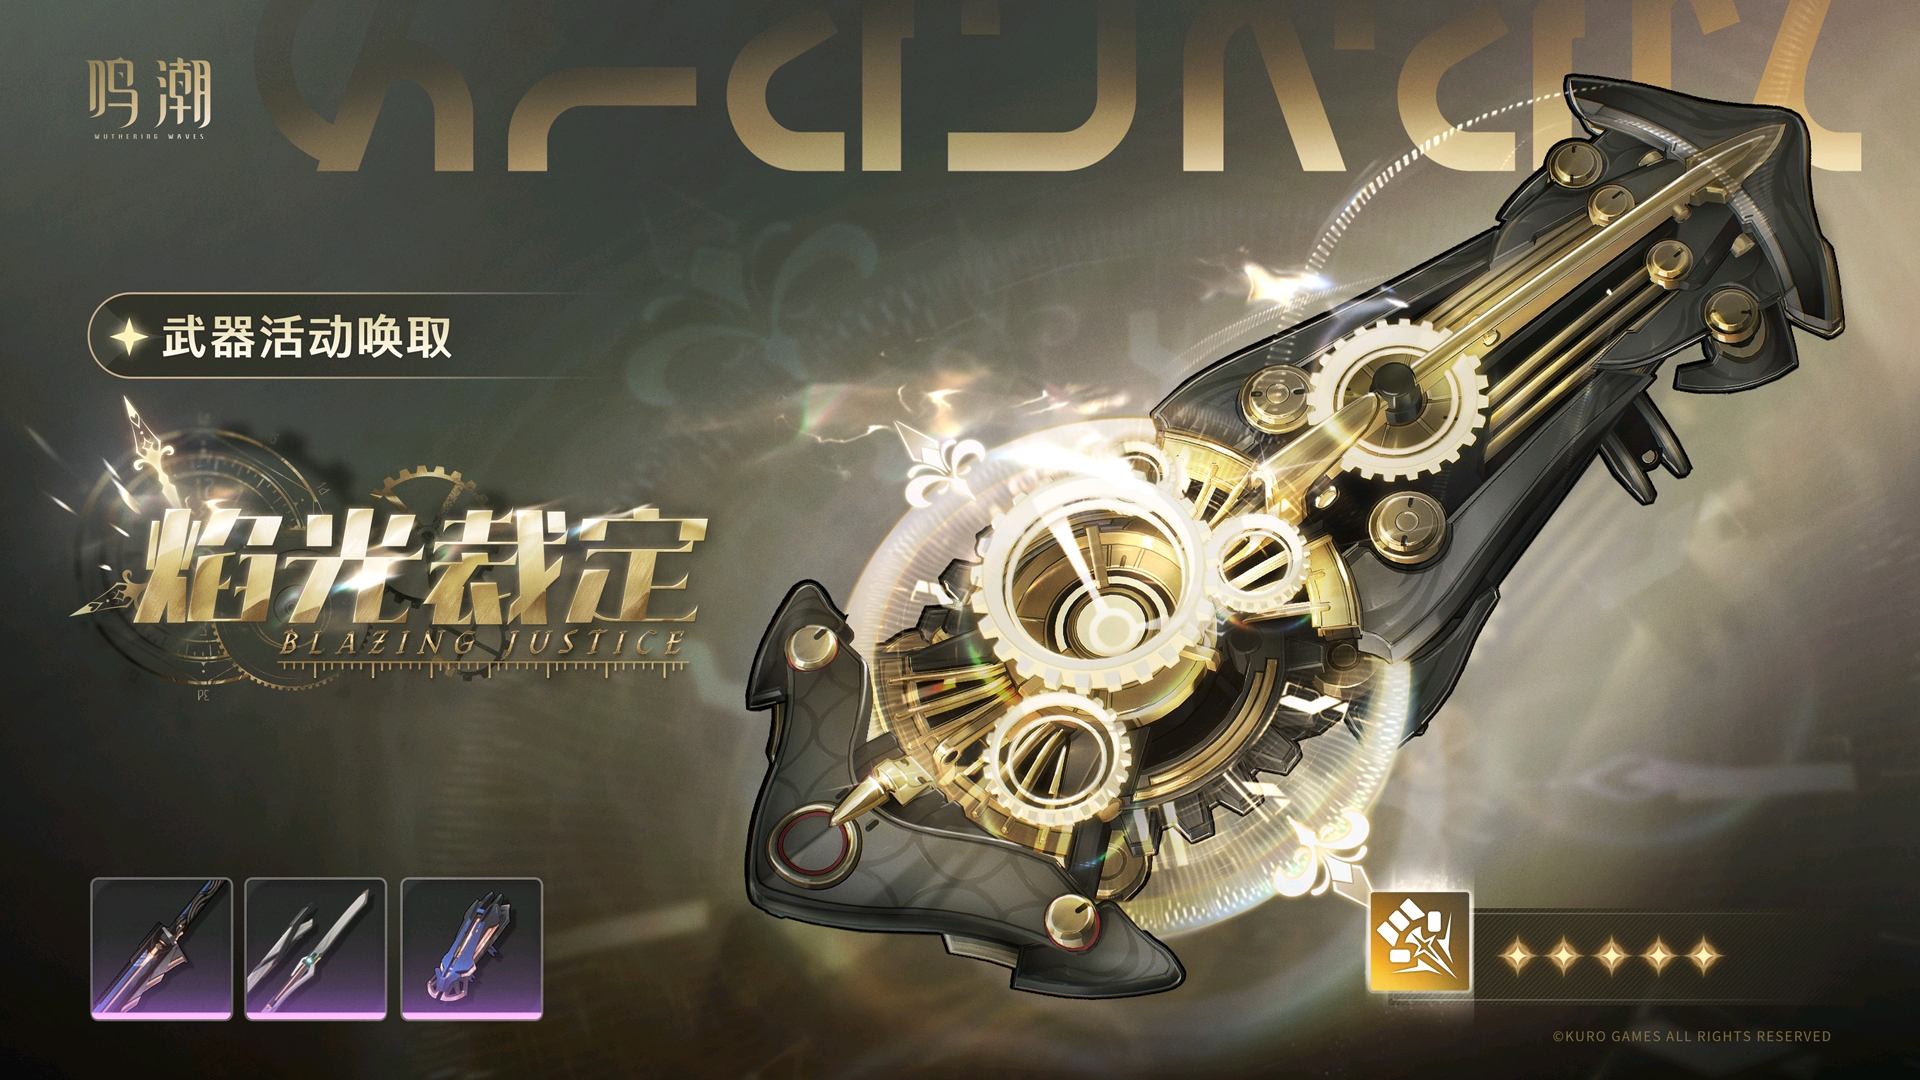 鸣潮
WUTHERING WAVES
武器活动唤取
焰光裁定
BLAZING JUSTICE
©KURO GAMES ALL RIGHTS RESERVED